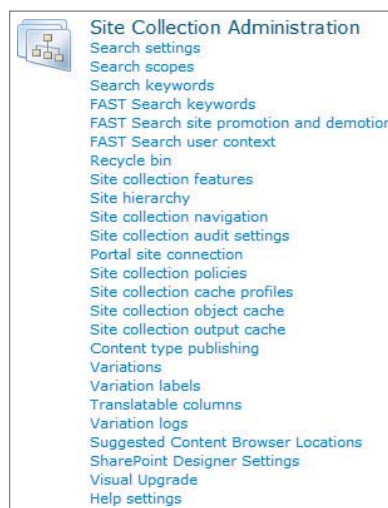 Site Collection Administration
Search settings
Search scopes
Search keywords
FAST Search keywords
FAST Search site promotion and demotion
FAST Search user context
Recycle bin
Site collection features
Site hierarchy
Site collection navigation
Site collection audit settings
Portal site connection
Site collection policies
Site collection cache profiles
Site collection object cache
Site collection output cache
Content type publishing
Variations
Variation labels
Translatable columns
Variation logs
Suggested Content Browser Locations
SharePoint Designer Settings
Visual Upgrade
Help settings